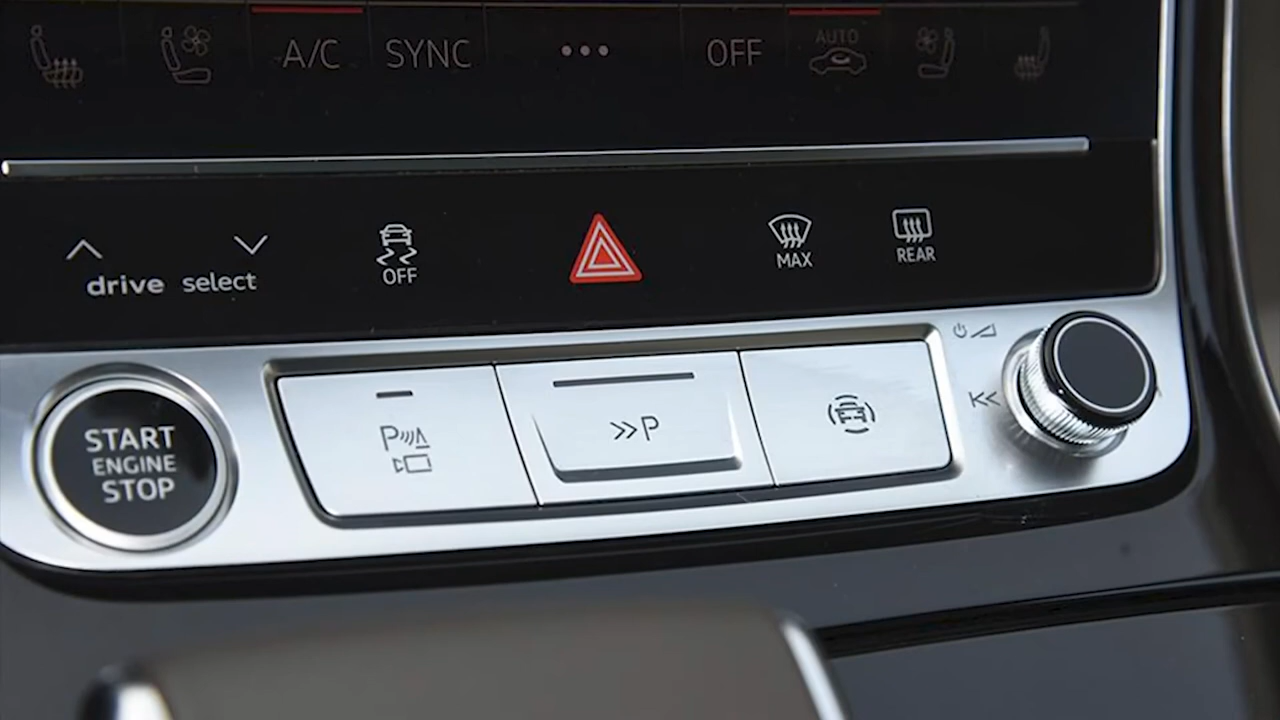 A/C SYNC ••• OFF AUTO
drive select
OFF
MAX
REAR
START
ENGINE
STOP
P
>>P